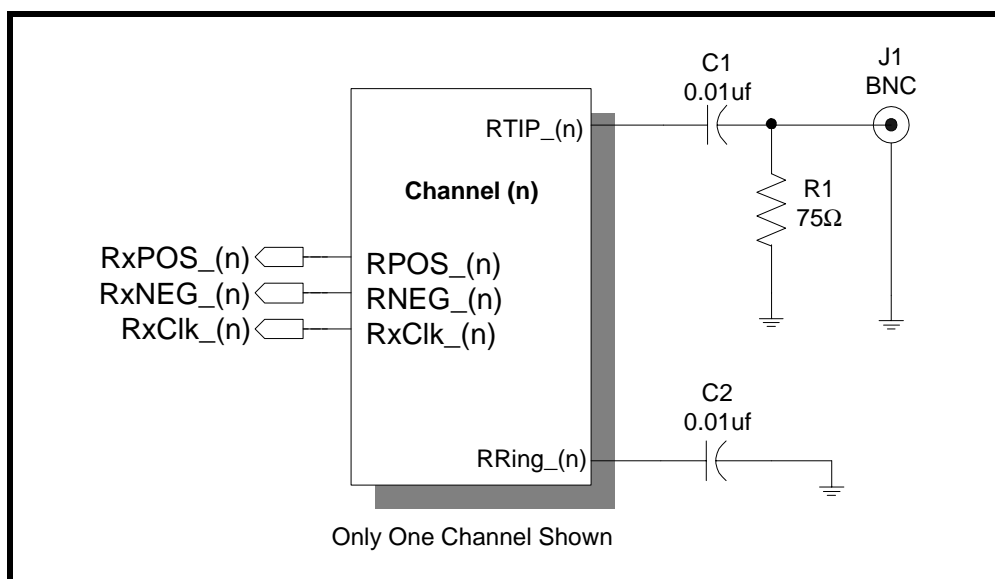 J1
BNC
C1
0.01uf
RTIP_(n)
Channel (n)
R1
75Ω
RxPOS_(n)
RPOS_(n)
RxNEG_(n)
RNEG_(n)
RxClk_(n)
RxClk_(n)
C2
0.01uf
RRing_(n)
Only One Channel Shown